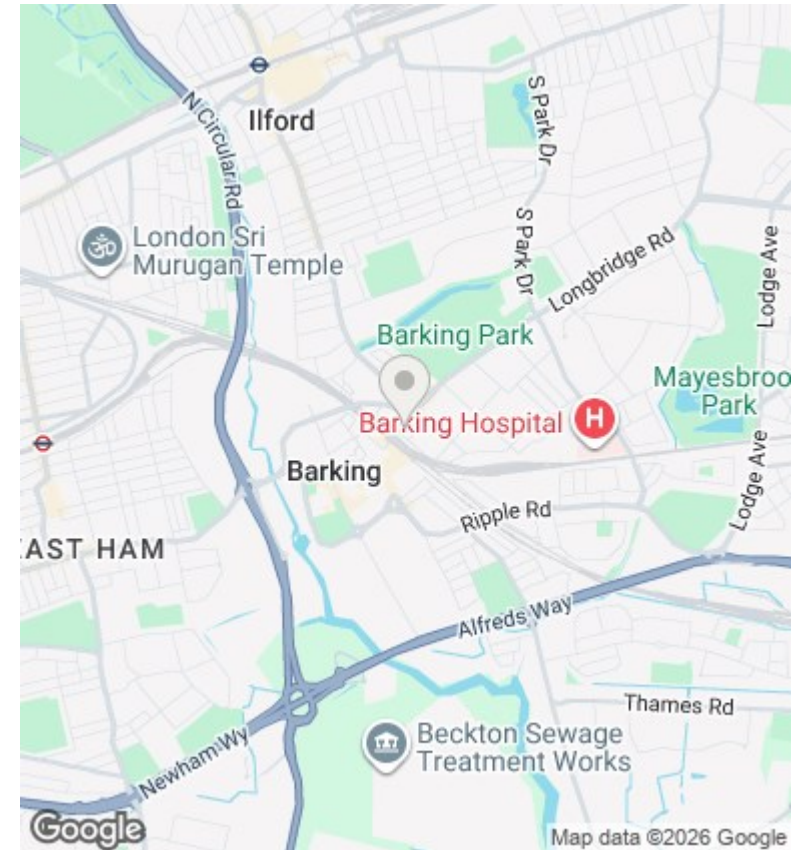 Ilford
N Circular Rd
S Park Dr
London Sri
Murugan Temple
S Park Dr
Longbridge Rd
Lodge Ave
Barking Park
Mayesbroo
Park
Barking Hospital
H
Barking
Lodge Ave
Ripple Rd
EAST HAM
Alfreds Way
Thames Rd
Beckton Sewage
Treatment Works
Newham Wy
Google
Map data ©2026 Google